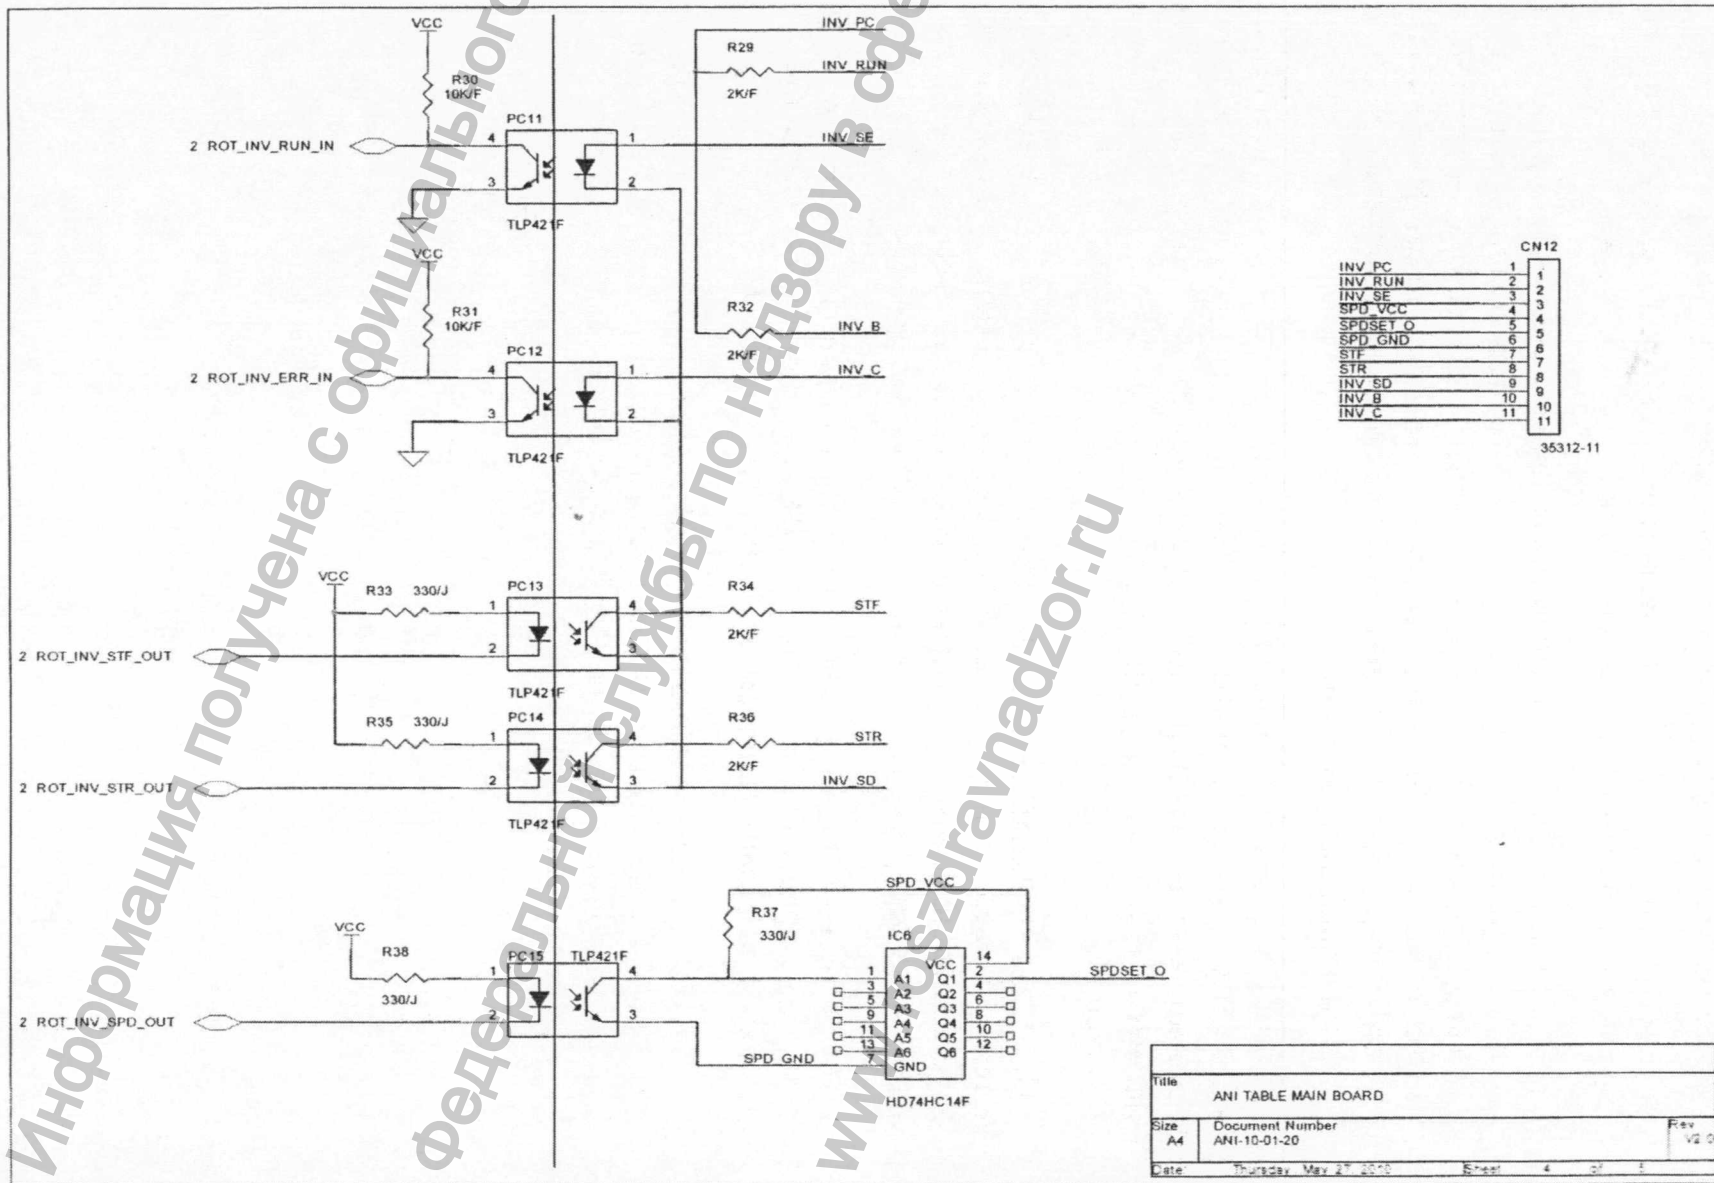 VCC
R30
10K/F
PC11
2 ROT_INV_RUN_IN
4
3
1
2
TLP421F
INV_PC
R29
INV_RUN
2K/F
INV_SE
VCC
R31
10K/F
PC12
2 ROT_INV_ERR_IN
4
3
1
2
TLP421F
R32
INV_B
2K/F
INV_C
CN12
INV_PC 1 1
INV_RUN 2 2
INV_SE 3 3
SPD_VCC 4 4
SPDSET_O 5 5
SPD_GND 6 6
STF 7 7
STR 8 8
INV_SD 9 9
INV_B 10 10
INV_C 11 11
35312-11
VCC
R33 330/J
PC13
1
2
4
3
R34
STF
2K/F
2 ROT_INV_STF_OUT
TLP421F
R35 330/J
PC14
1
2
4
3
R36
STR
2K/F
2 ROT_INV_STR_OUT
INV_SD
TLP421F
VCC
R38
330/J
PC15 TLP421F
1
2
4
3
2 ROT_INV_SPD_OUT
SPD_VCC
R37
330/J
IC6
VCC 14
1 A1 Q1 2
SPDSET_O
3 A2 Q2 4
5 A3 Q3 6
9 A4 Q4 8
11 A5 Q5 10
13 A6 Q6 12
SPD_GND
7 GND
HD74HC14F
Title
ANI TABLE MAIN BOARD
Size
A4
Document Number
ANI-10-01-20
Rev
V2.0
Date: Thursday, May 27, 2010 Sheet 4 of 5
Информация получена с официального
Федеральной службы по надзору в сфе
www.roszdravnadzor.ru